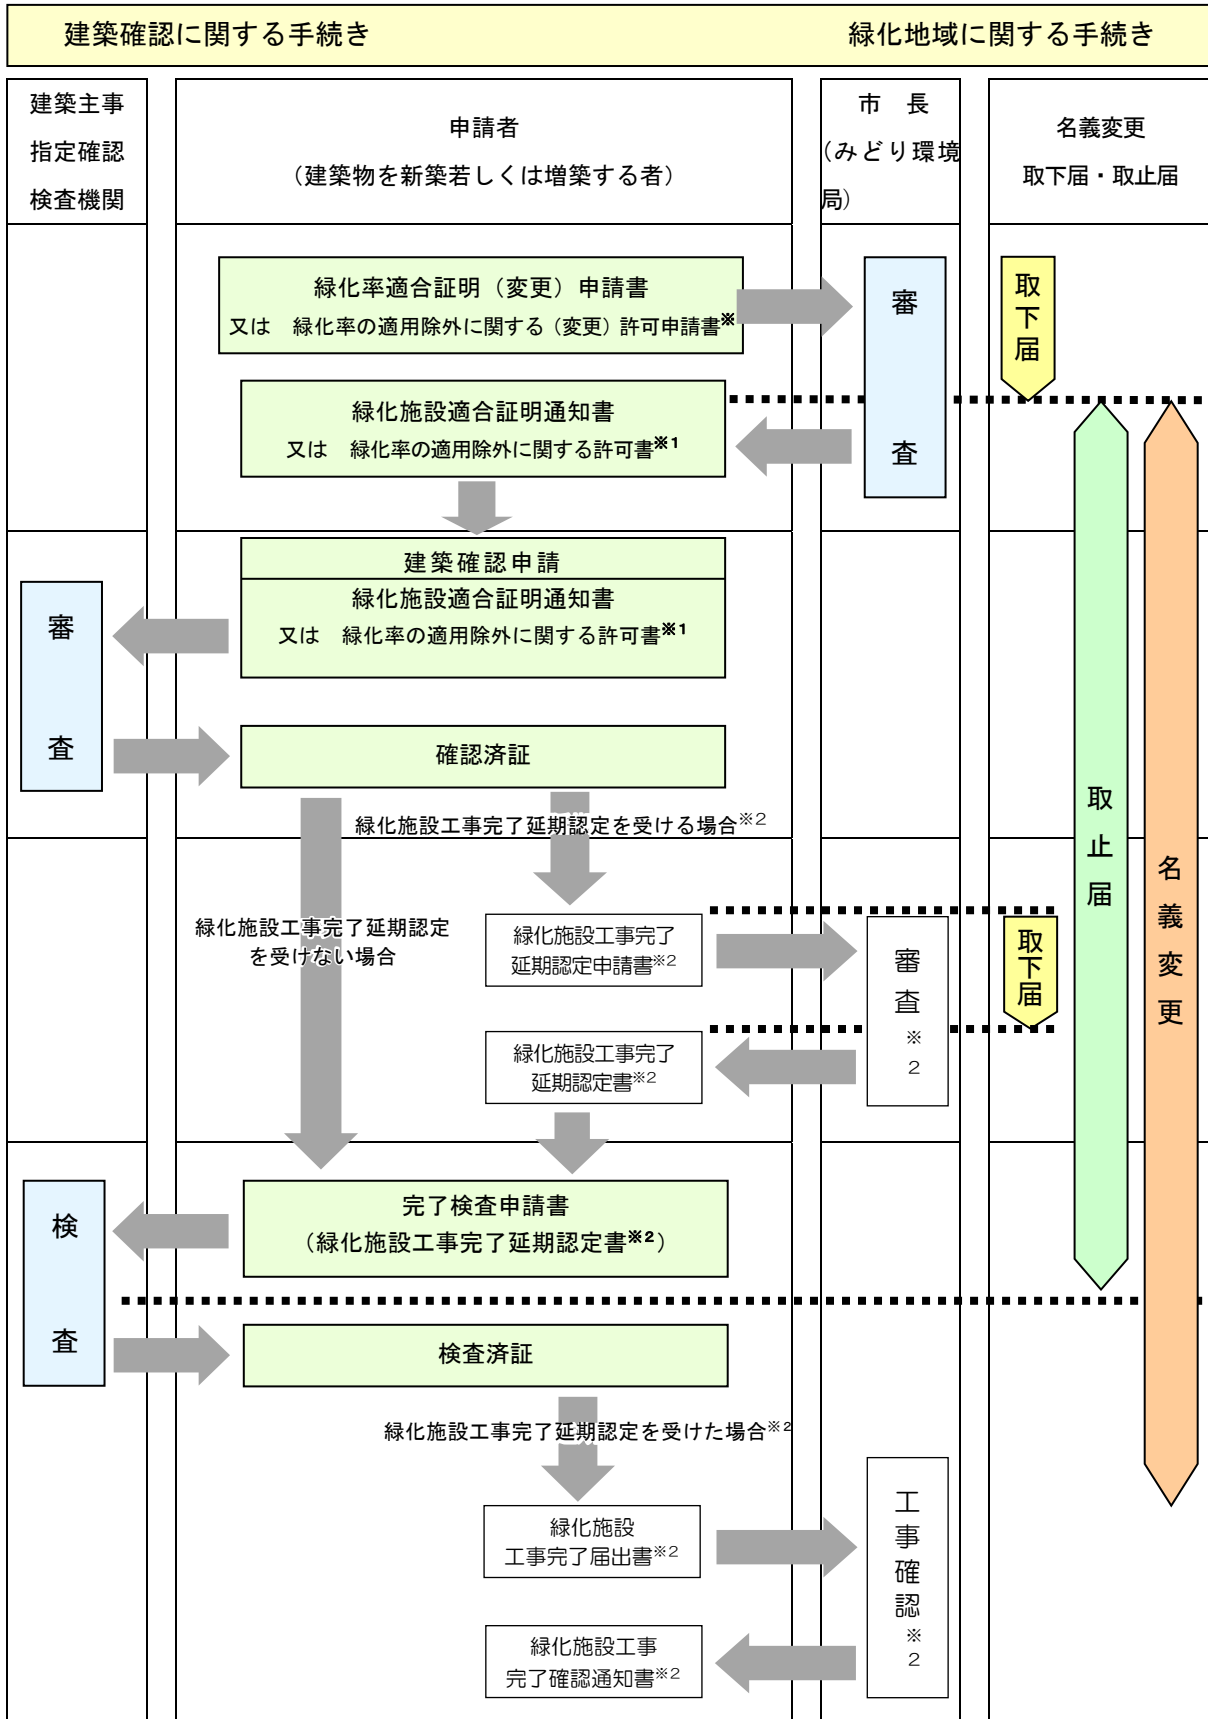 建築確認に関する手続き
緑化地域に関する手続き
建築主事
指定確認
検査機関
申請者
（建築物を新築若しくは増築する者）
市　長
（みどり環境
局）
名義変更
取下届・取止届
緑化率適合証明（変更）申請書
又は　緑化率の適用除外に関する（変更）許可申請書※
審査
取下届
緑化施設適合証明通知書
又は　緑化率の適用除外に関する許可書※1
建築確認申請
緑化施設適合証明通知書
又は　緑化率の適用除外に関する許可書※1
審査
確認済証
緑化施設工事完了延期認定を受ける場合※2
取止届
名義変更
緑化施設工事完了延期認定
を受けない場合
緑化施設工事完了
延期認定申請書※2
審査※2
取下届
緑化施設工事完了
延期認定書※2
完了検査申請書
（緑化施設工事完了延期認定書※2）
検査
検査済証
緑化施設工事完了延期認定を受けた場合※2
緑化施設
工事完了届出書※2
工事確認※2
緑化施設工事
完了確認通知書※2